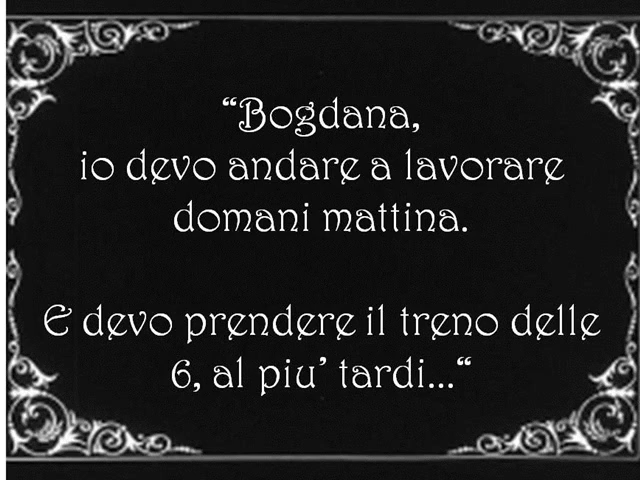 “Bogdana,
io devo andare a lavorare
domani mattina.
E devo prendere il treno delle
6, al piu' tardi...“